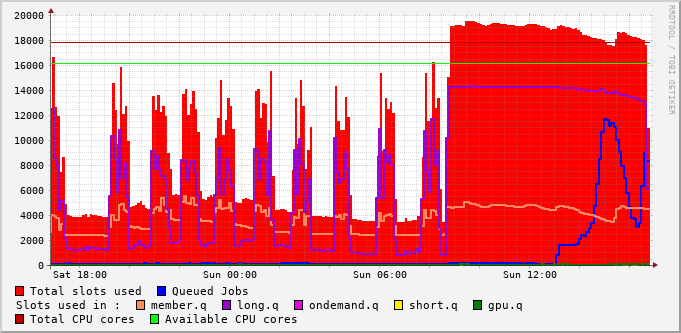 20000
18000
16000
14000
12000
10000
8000
6000
4000
2000
0
Sat 18:00 Sun 00:00 Sun 06:00 Sun 12:00
RRDTOOL / TOBI OETIKER
Total slots used Queued Jobs
Slots used in : member.q long.q ondemand.q short.q gpu.q
Total CPU cores Available CPU cores